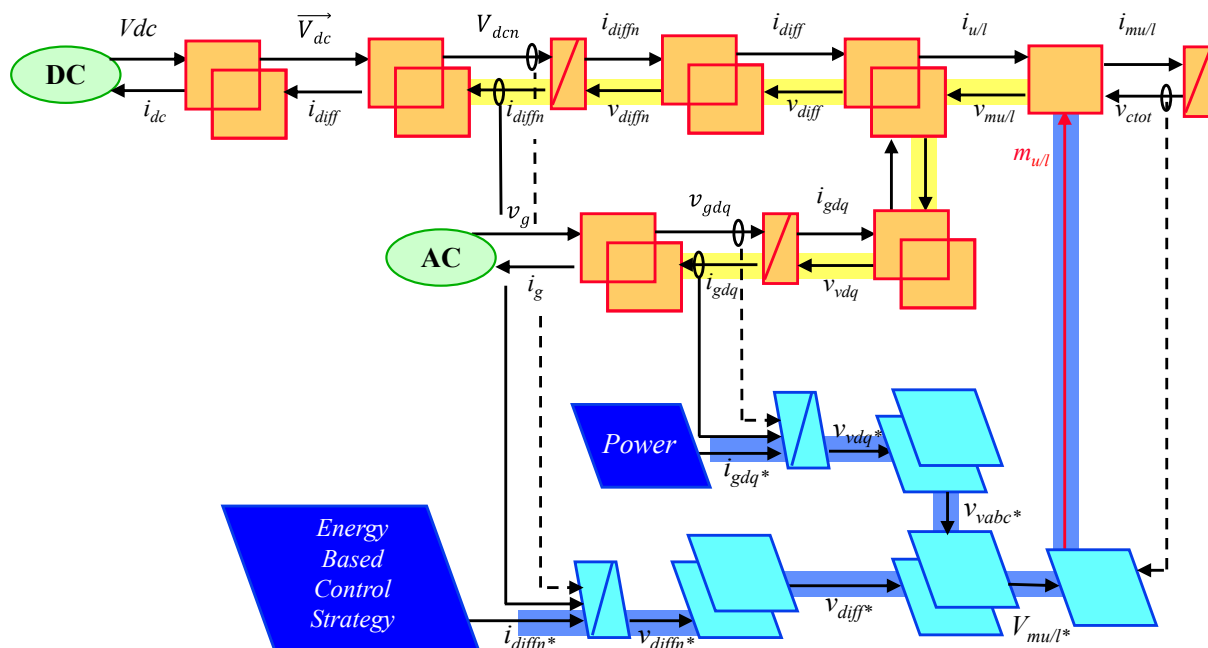 Vdc
V_dc
V_dcn
i_diffn
i_diff
i_u/l
i_mu/l
DC
i_dc
i_diff
i_diffn
v_diffn
v_diff
v_mu/l
v_ctot
m_u/l
v_g
v_gdq
i_gdq
AC
i_g
i_gdq
v_vdq
Power
v_vdq*
i_gdq*
v_vabc*
Energy
Based
Control
Strategy
i_diffn*
v_diffn*
v_diff*
V_mu/l*